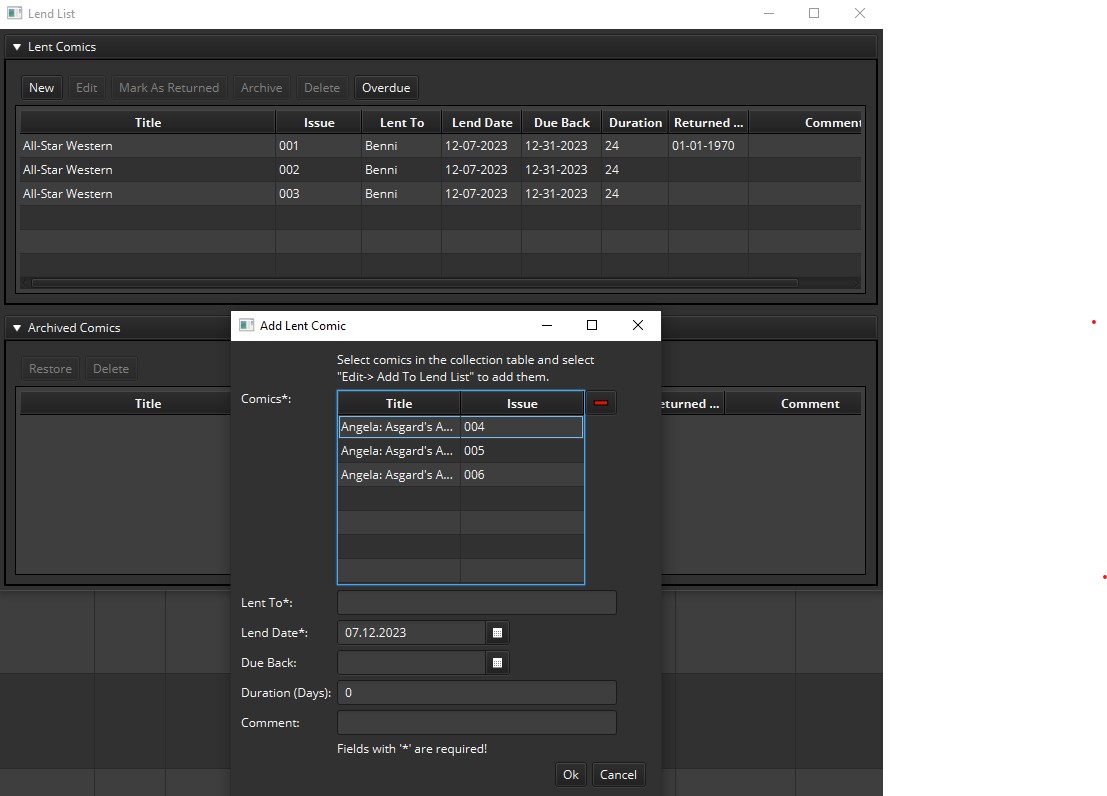 Lend List
Lent Comics
New Edit Mark As Returned Archive Delete Overdue
Title Issue Lent To Lend Date Due Back Duration Returned ... Comment
All-Star Western 001 Benni 12-07-2023 12-31-2023 24 01-01-1970
All-Star Western 002 Benni 12-07-2023 12-31-2023 24
All-Star Western 003 Benni 12-07-2023 12-31-2023 24
Archived Comics
Restore Delete
Title eturned ... Comment
Add Lent Comic
Select comics in the collection table and select
"Edit-> Add To Lend List" to add them.
Comics*:
Title Issue
Angela: Asgard's A... 004
Angela: Asgard's A... 005
Angela: Asgard's A... 006
Lent To*:
Lend Date*: 07.12.2023
Due Back:
Duration (Days): 0
Comment:
Fields with '*' are required!
Ok Cancel